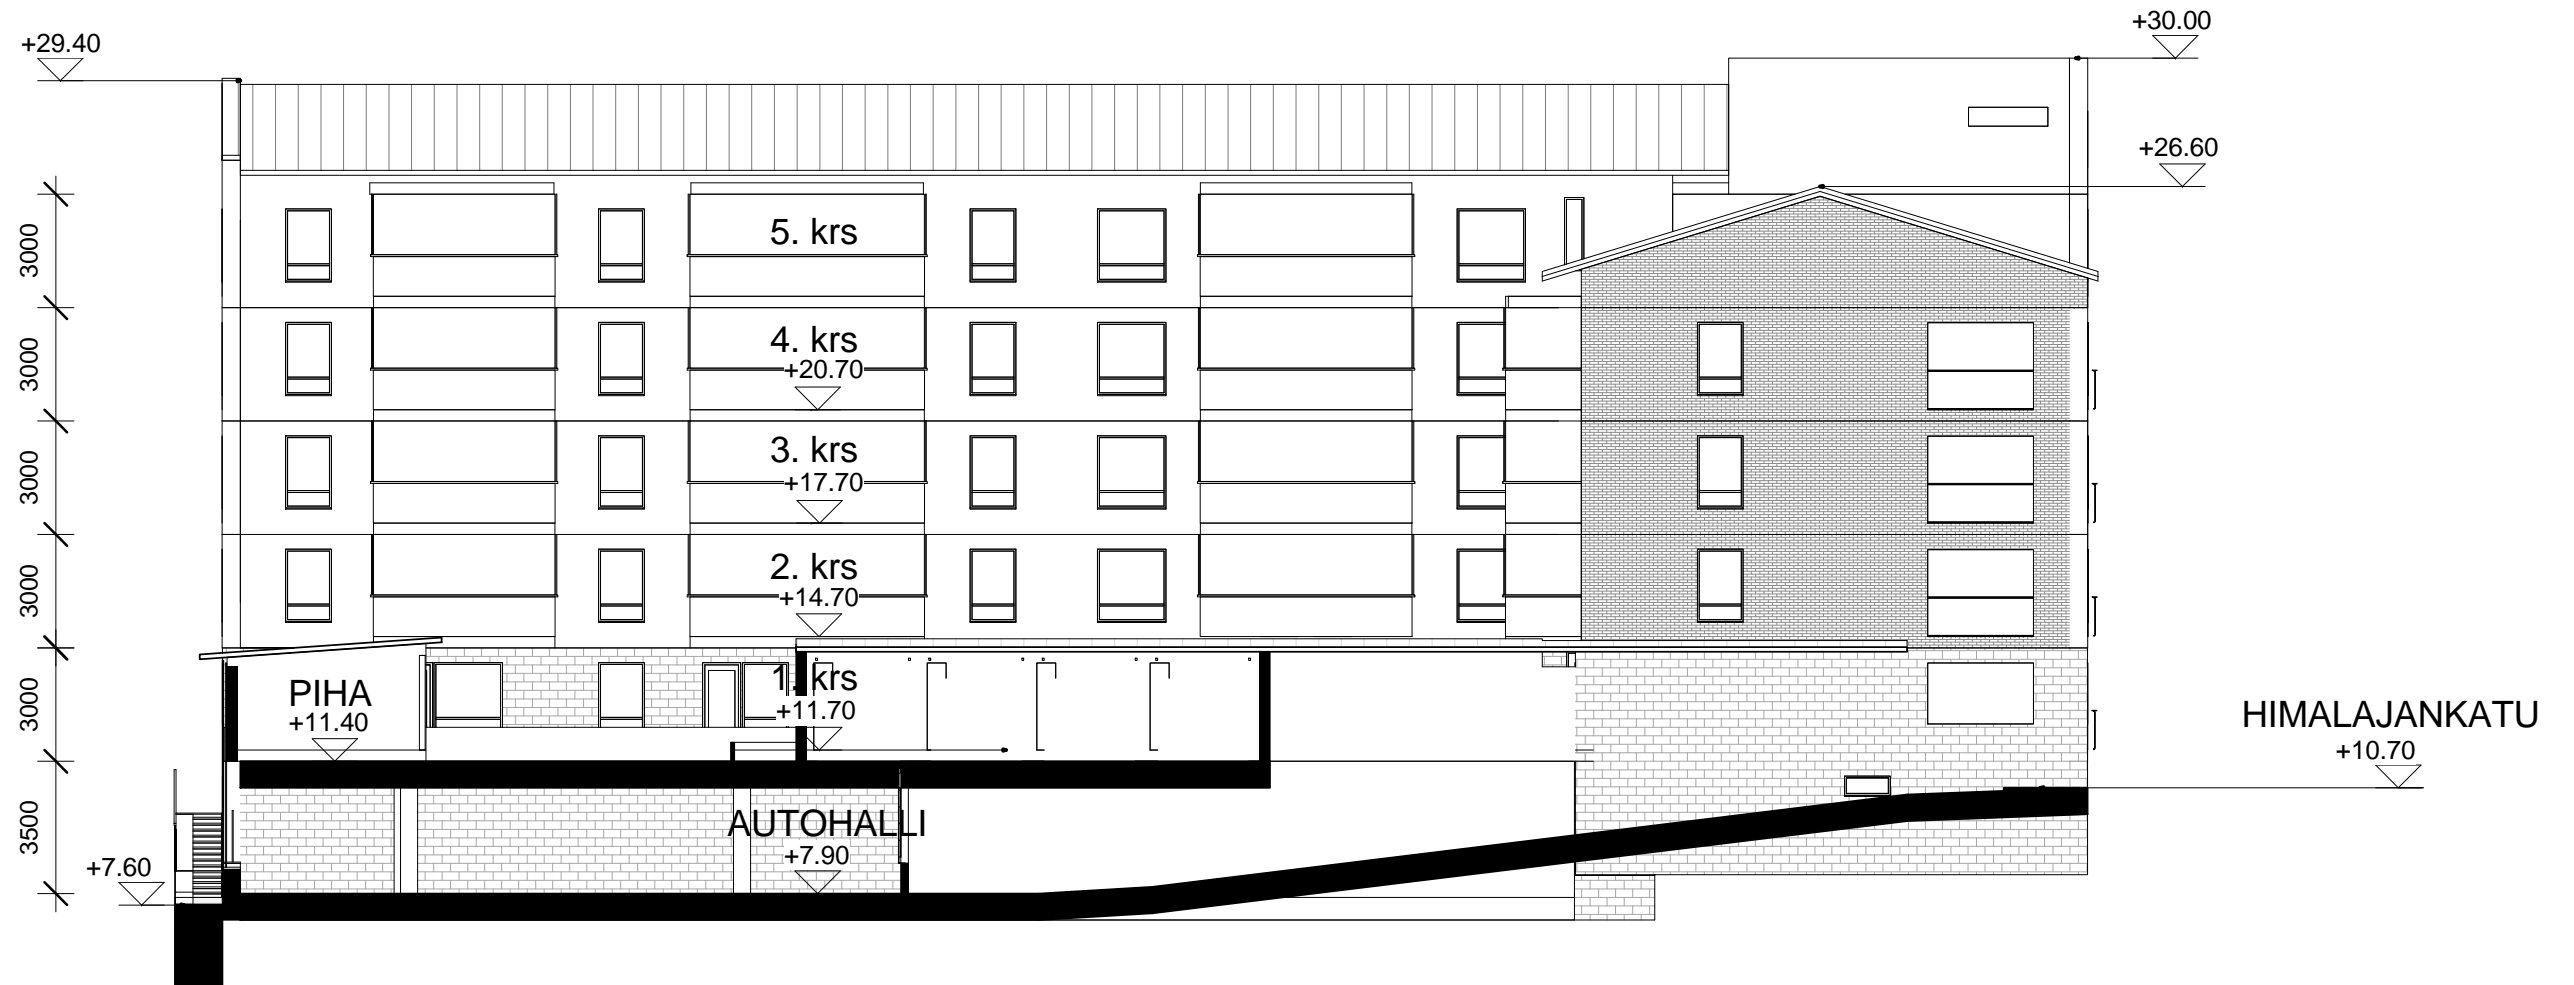 +30.00
+29.40
+26.60
3000
5. krs
3000
4. krs
+20.70
3000
3. krs
+17.70
3000
2. krs
+14.70
3000
PIHA
+11.40
1. krs
+11.70
HIMALAJANKATU
+10.70
3500
AUTOHALLI
+7.90
+7.60